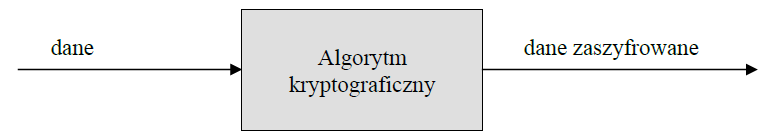 dane
Algorytm
kryptograficzny
dane zaszyfrowane